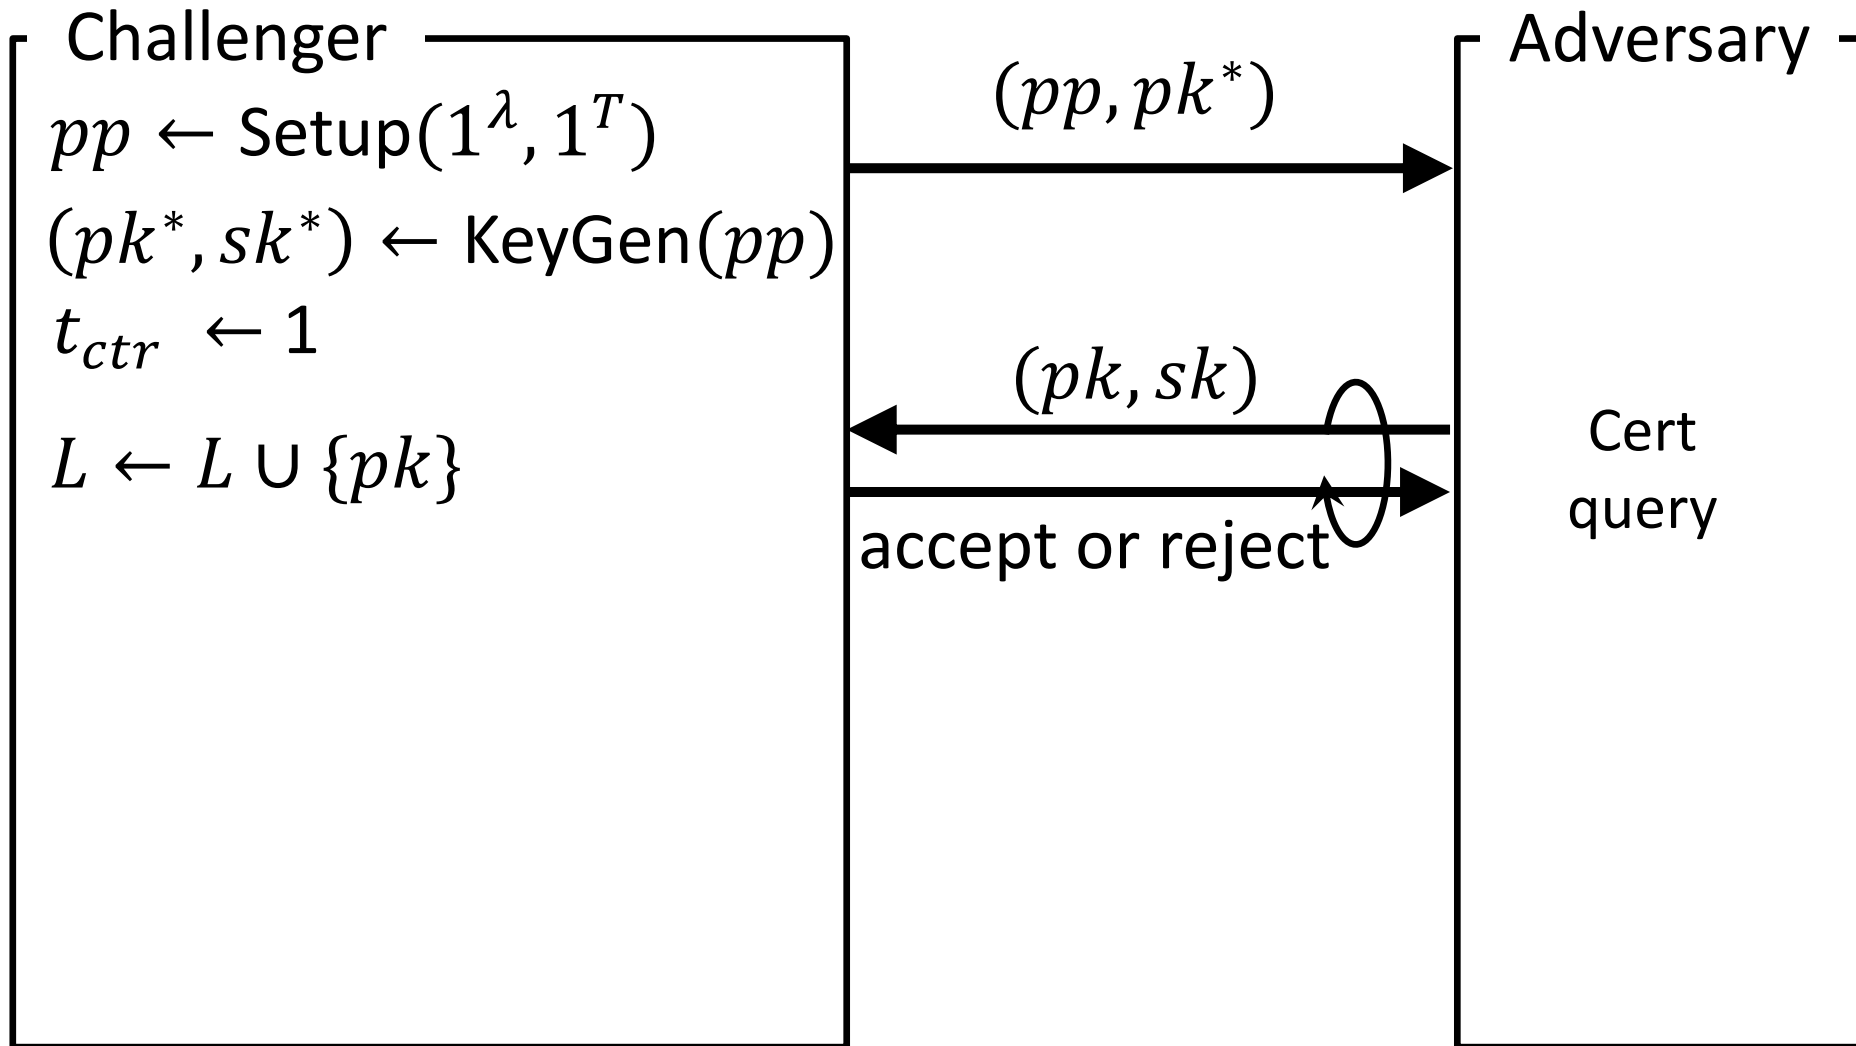 Challenger
pp ← Setup(1^λ, 1^T)
(pk*, sk*) ← KeyGen(pp)
t_ctr ← 1
L ← L ∪ {pk}
(pp, pk*)
(pk, sk)
accept or reject
Adversary
Cert
query